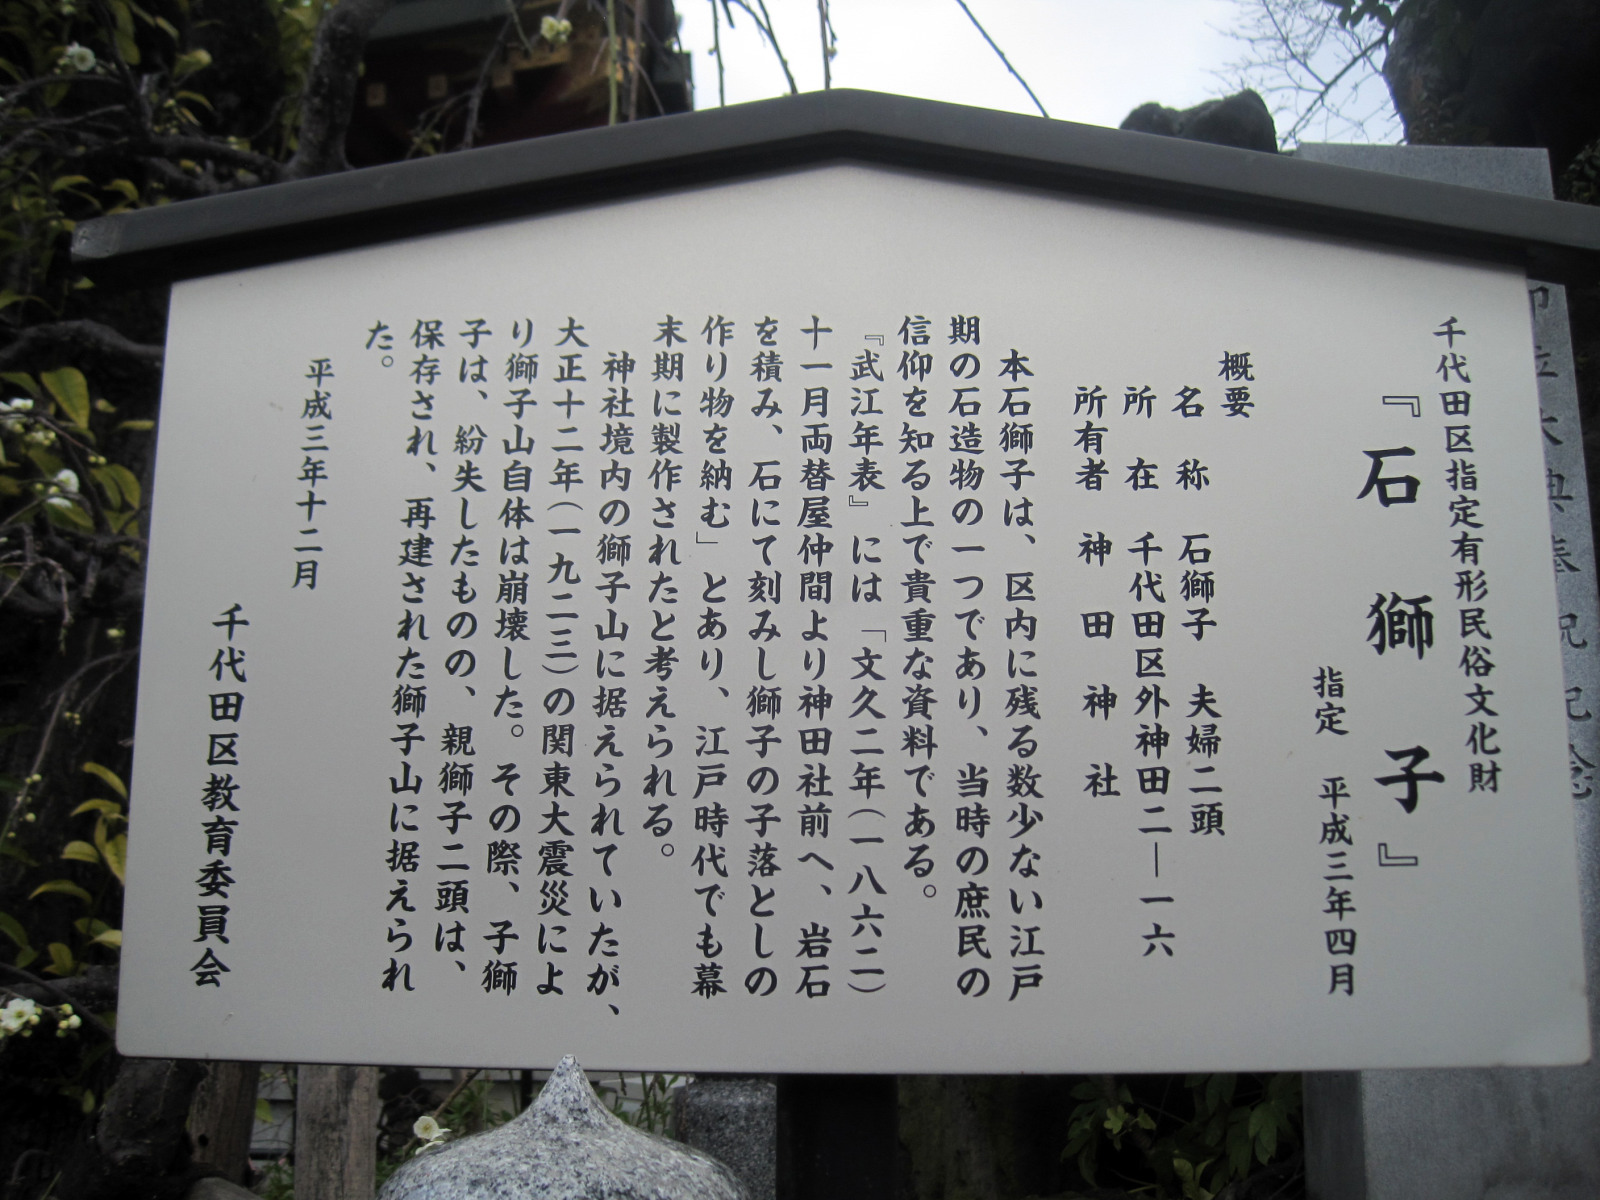 千代田区指定有形民俗文化財
『石獅子』
指定 平成三年四月
概要
名称 石獅子 夫婦二頭
所在 千代田区外神田二―一六
所有者 神田神社
本石獅子は、区内に残る数少ない江戸
期の石造物の一つであり、当時の庶民の
信仰を知る上で貴重な資料である。
『武江年表』には「文久二年（一八六二）
十一月両替屋仲間より神田社前へ、岩石
を積み、石にて刻みし獅子の子落としの
作り物を納む」とあり、江戸時代でも幕
末期に製作されたと考えられる。
神社境内の獅子山に据えられていたが、
大正十二年（一九二三）の関東大震災によ
り獅子山自体は崩壊した。その際、子獅
子は、紛失したものの、親獅子二頭は、
保存され、再建された獅子山に据えられ
た。
平成三年十二月
千代田区教育委員会